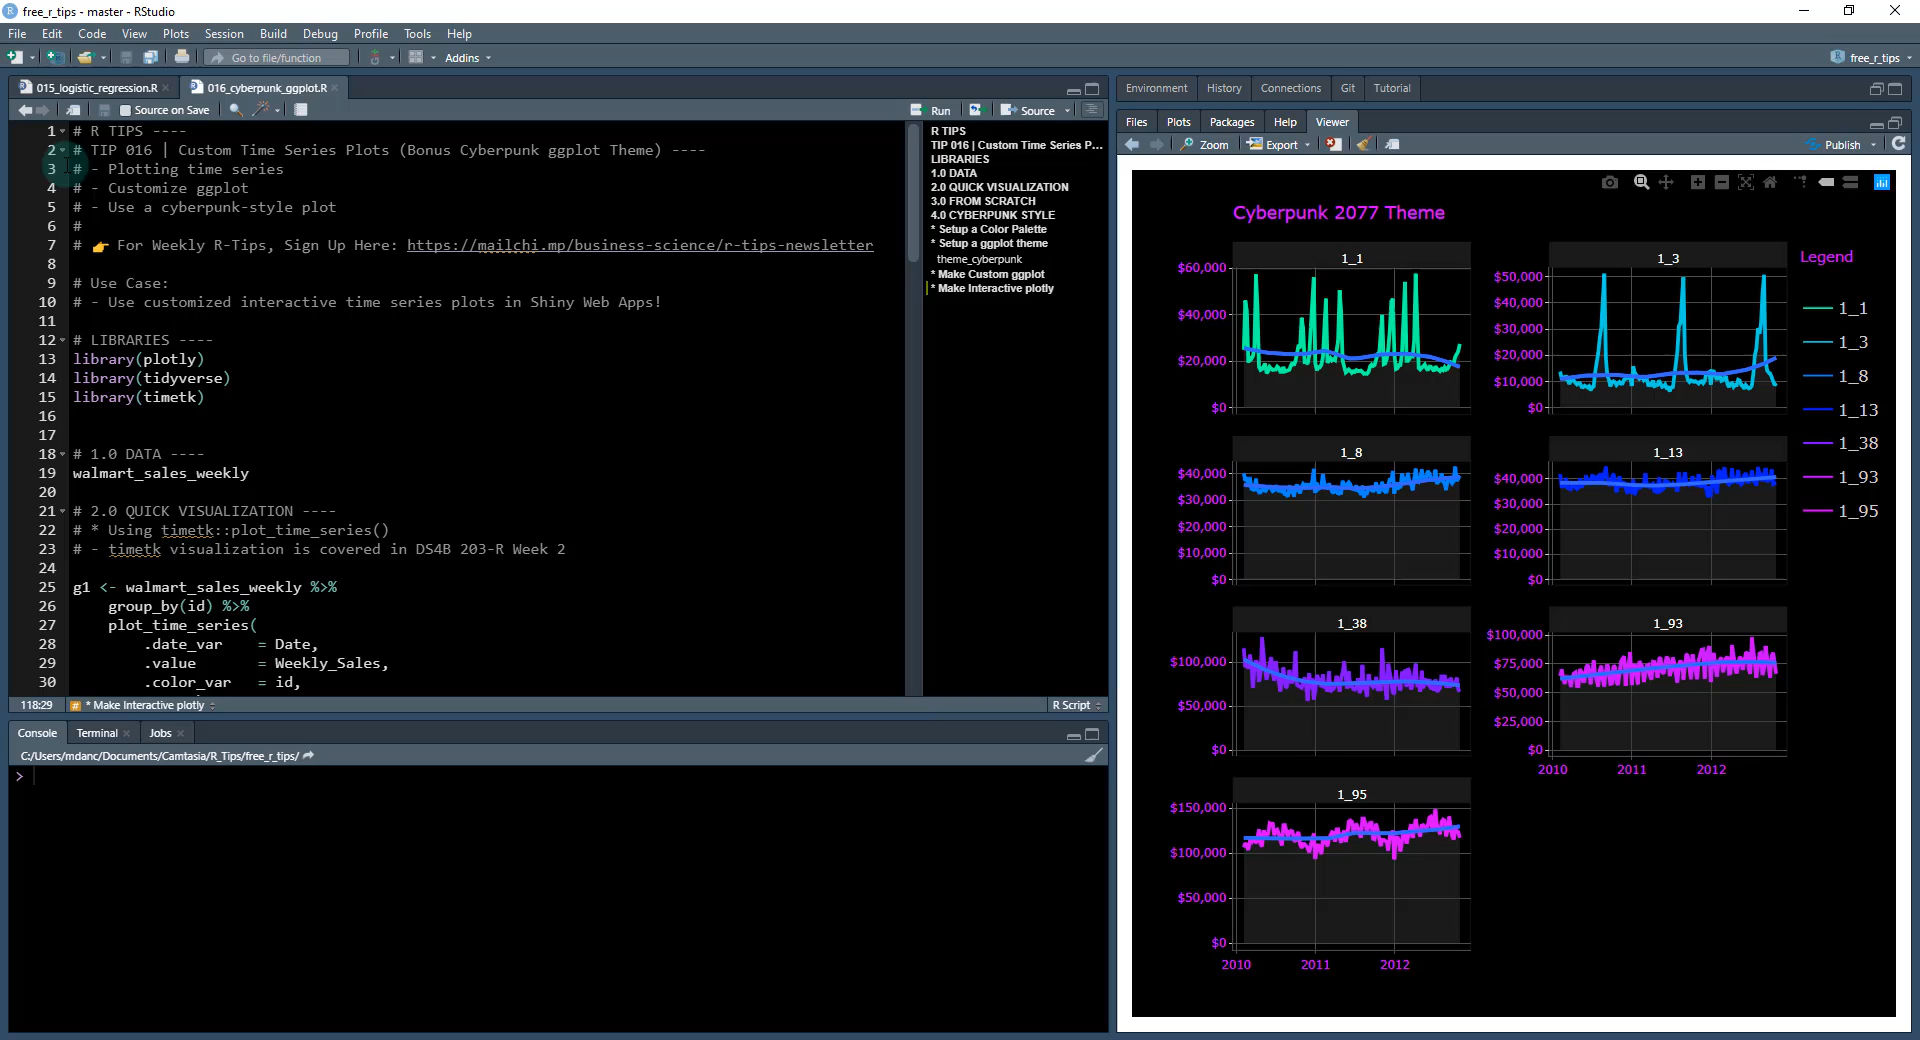 free_r_tips - master - RStudio
File Edit Code View Plots Session Build Debug Profile Tools Help
Go to file/function Addins free_r_tips
015_logistic_regression.R 016_cyberpunk_ggplot.R
Source on Save Run Source
1 # R TIPS ----
2 # TIP 016 | Custom Time Series Plots (Bonus Cyberpunk ggplot Theme) ----
3 # - Plotting time series
4 # - Customize ggplot
5 # - Use a cyberpunk-style plot
6 #
7 # 👉 For Weekly R-Tips, Sign Up Here: https://mailchi.mp/business-science/r-tips-newsletter
8
9 # Use Case:
10 # - Use customized interactive time series plots in Shiny Web Apps!
11
12 # LIBRARIES ----
13 library(plotly)
14 library(tidyverse)
15 library(timetk)
16
17
18 # 1.0 DATA ----
19 walmart_sales_weekly
20
21 # 2.0 QUICK VISUALIZATION ----
22 # * Using timetk::plot_time_series()
23 # - timetk visualization is covered in DS4B 203-R Week 2
24
25 g1 <- walmart_sales_weekly %>%
26 group_by(id) %>%
27 plot_time_series(
28 .date_var = Date,
29 .value = Weekly_Sales,
30 .color_var = id,
R TIPS
TIP 016 | Custom Time Series P...
LIBRARIES
1.0 DATA
2.0 QUICK VISUALIZATION
3.0 FROM SCRATCH
4.0 CYBERPUNK STYLE
* Setup a Color Palette
* Setup a ggplot theme
theme_cyberpunk
* Make Custom ggplot
* Make Interactive plotly
118:29 # * Make Interactive plotly R Script
Console Terminal Jobs
C:/Users/mdanc/Documents/Camtasia/R_Tips/free_r_tips/
>
Environment History Connections Git Tutorial
Files Plots Packages Help Viewer
Zoom Export Publish
Cyberpunk 2077 Theme
1_1
$60,000
$40,000
$20,000
$0
1_3
$50,000
$40,000
$30,000
$20,000
$10,000
$0
1_8
$40,000
$30,000
$20,000
$10,000
$0
1_13
$40,000
$30,000
$20,000
$10,000
$0
1_38
$100,000
$50,000
$0
1_93
$100,000
$75,000
$50,000
$25,000
$0
2010 2011 2012
1_95
$150,000
$100,000
$50,000
$0
2010 2011 2012
Legend
1_1
1_3
1_8
1_13
1_38
1_93
1_95